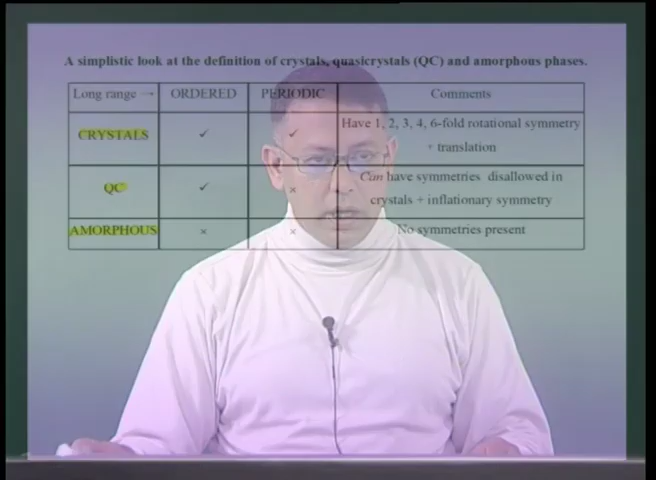 A simplistic look at the definition of crystals, quasicrystals (QC) and amorphous phases.
Long range → ORDERED PERIODIC Comments
CRYSTALS ✓ ✓ Have 1, 2, 3, 4, 6-fold rotational symmetry
+ translation
QC ✓ × Can have symmetries disallowed in
crystals + inflationary symmetry
AMORPHOUS × × No symmetries present